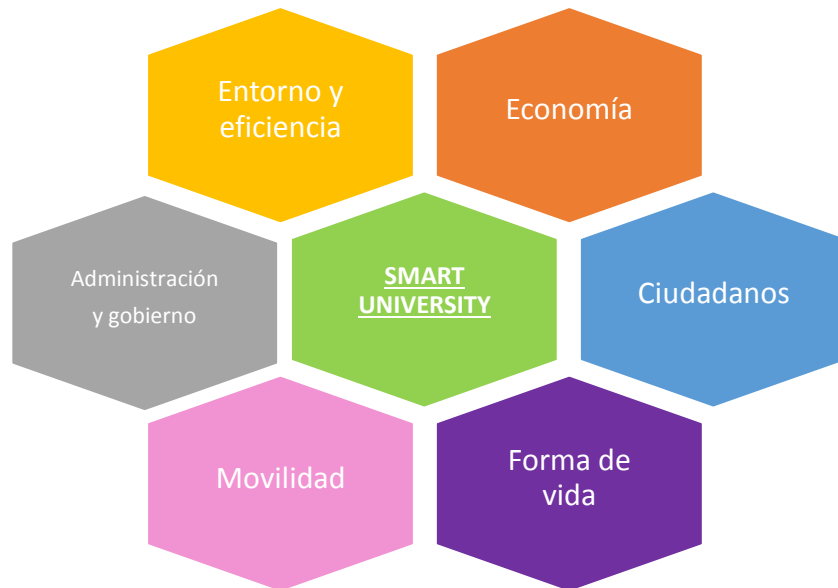 Entorno y
eficiencia
Economía
Administración
y gobierno
SMART
UNIVERSITY
Ciudadanos
Movilidad
Forma de
vida